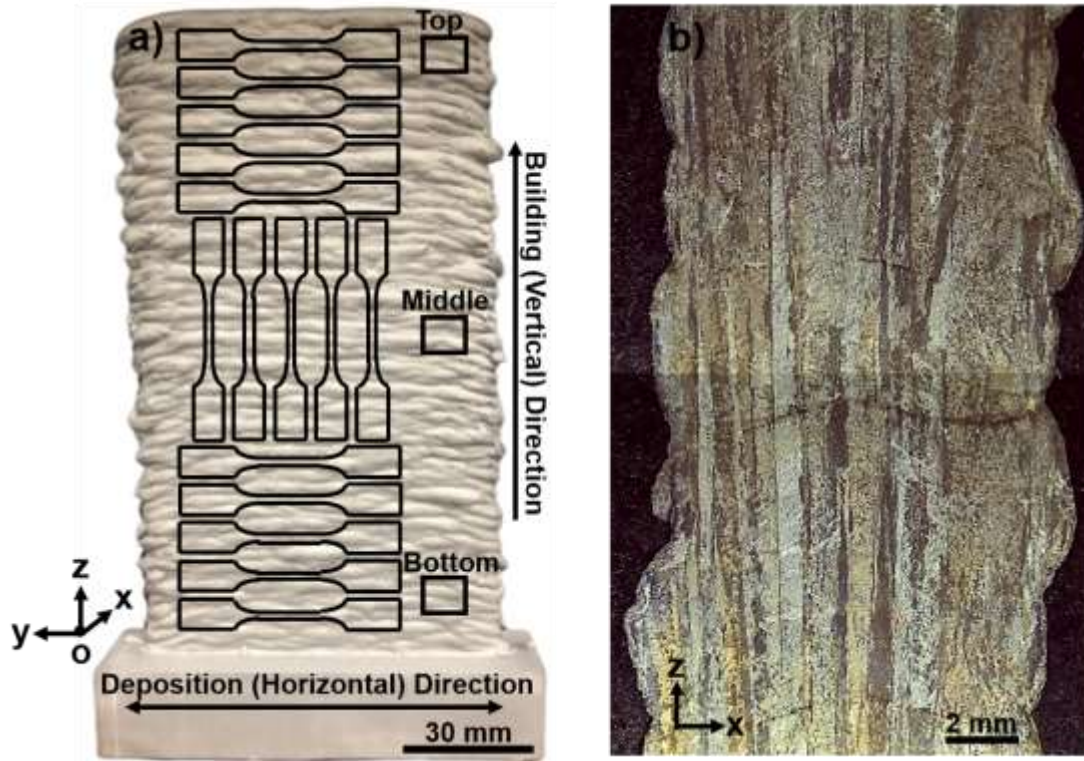 a)
Top
Building (Vertical) Direction
Middle
Bottom
z
x
y
o
Deposition (Horizontal) Direction
30 mm
b)
z
x
2 mm